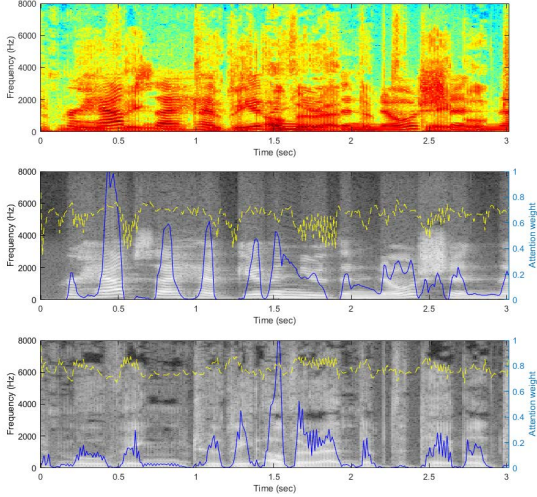 8000
6000
4000
2000
0
Frequency (Hz)
0 0.5 1 1.5 2 2.5 3
Time (sec)
8000 1
6000 0.8
0.6
4000
0.4
2000
0.2
0 0
Frequency (Hz)
Attention weight
0 0.5 1 1.5 2 2.5 3
Time (sec)
8000 1
6000 0.8
0.6
4000
0.4
2000
0.2
0 0
Frequency (Hz)
Attention weight
0 0.5 1 1.5 2 2.5 3
Time (sec)